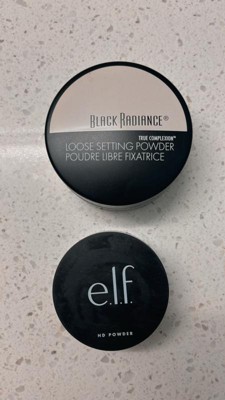 BLACK RADIANCE®
TRUE COMPLEXION™
LOOSE SETTING POWDER
POUDRE LIBRE FIXATRICE
e.l.f.
HD POWDER